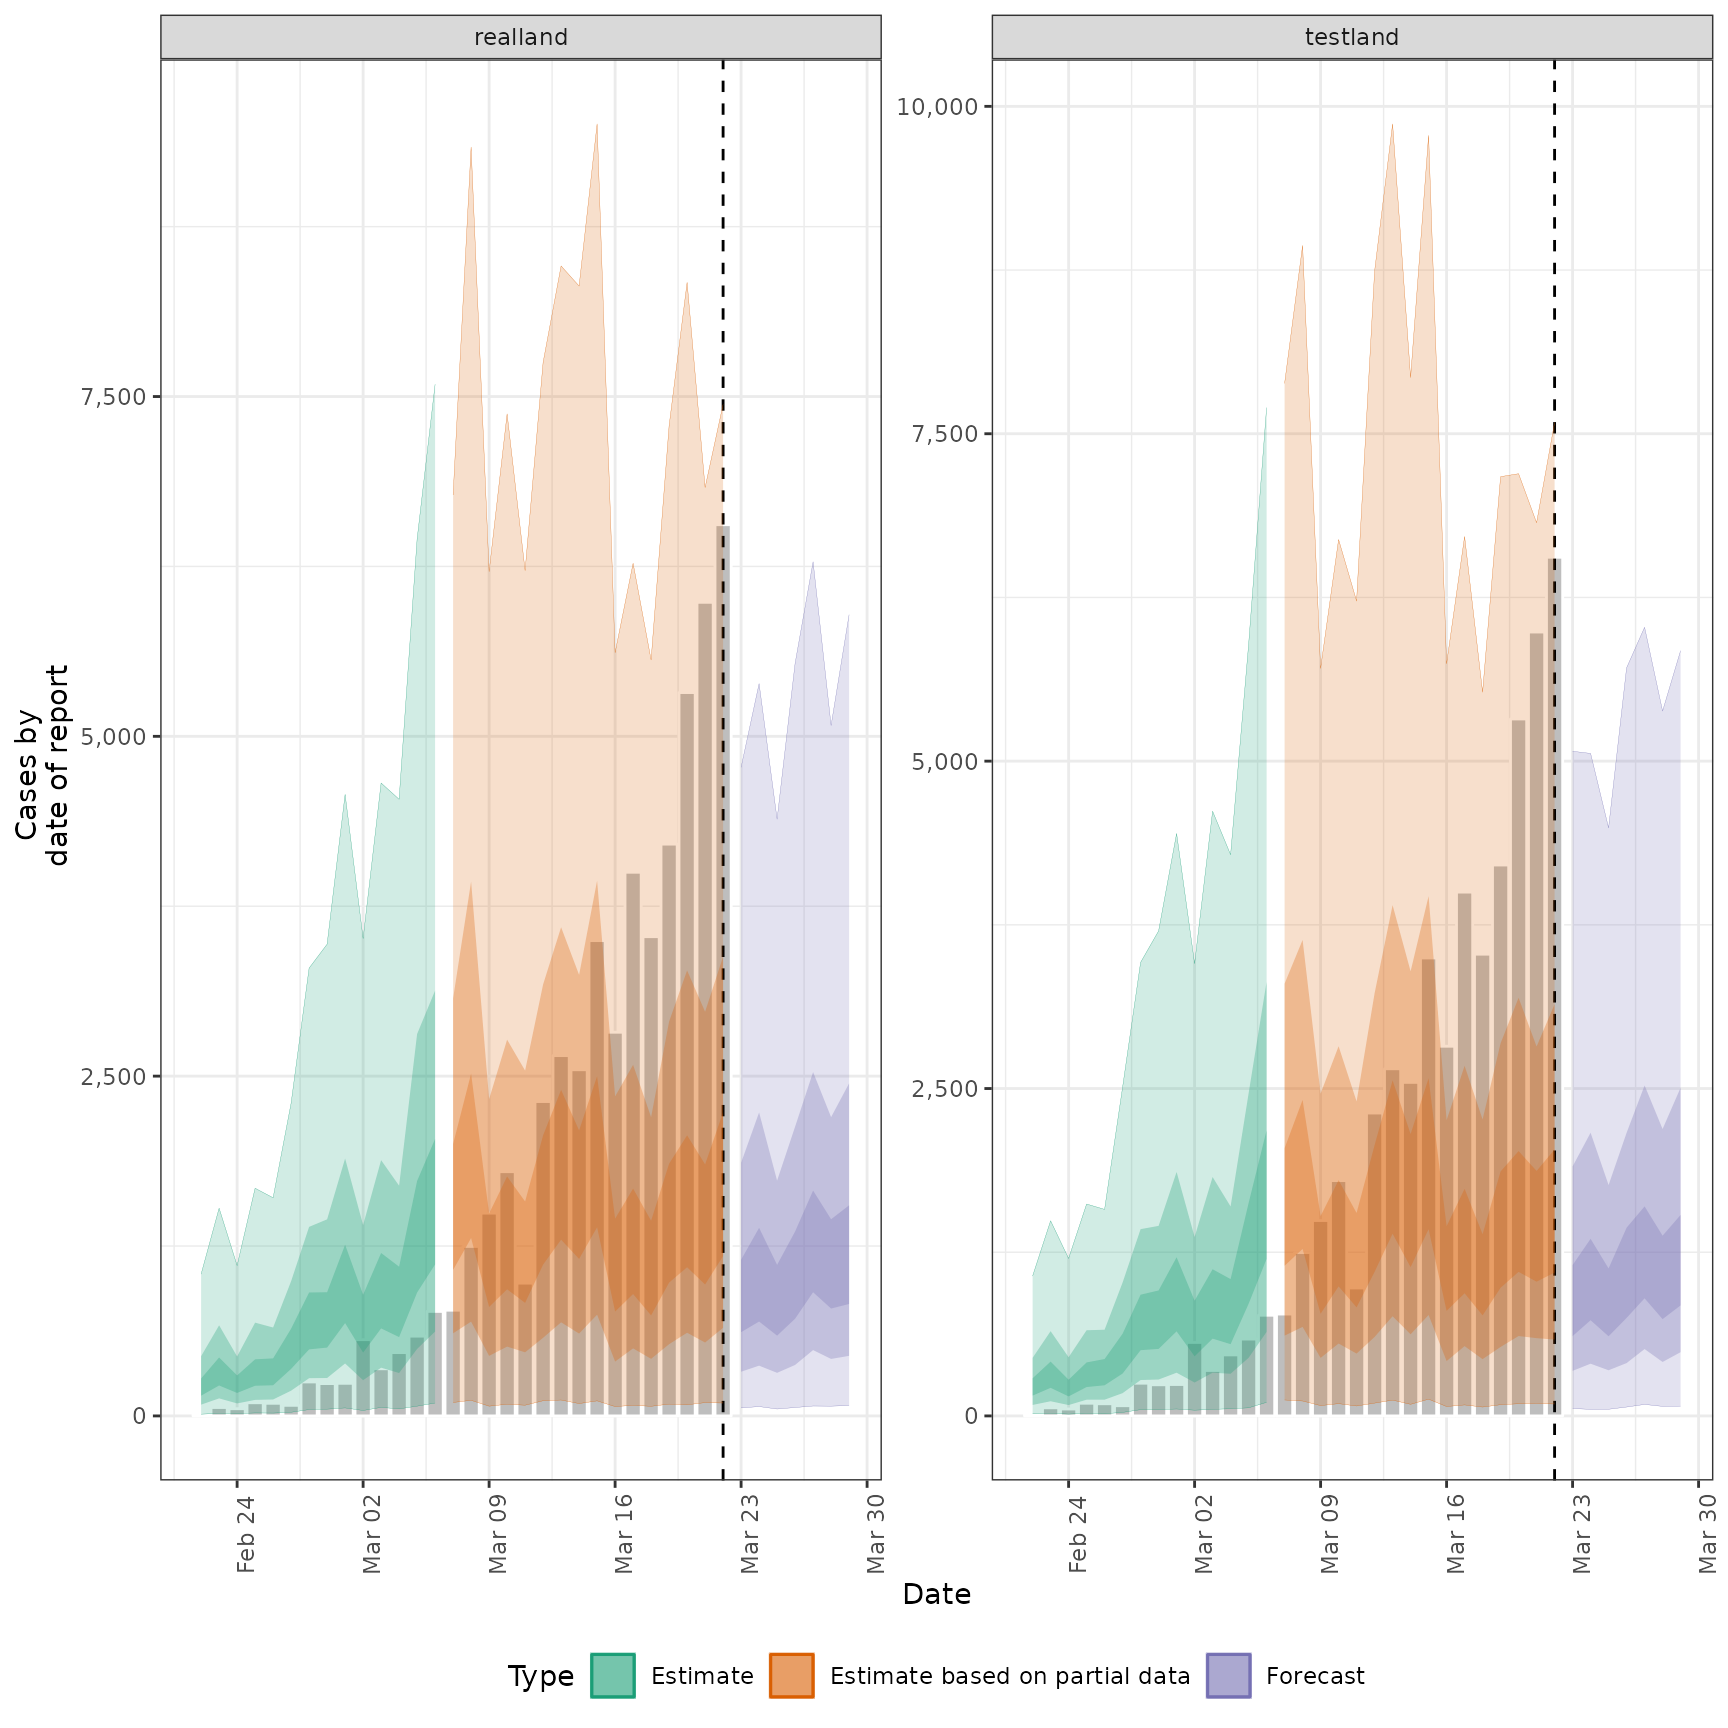 realland
testland
10,000
7,500
5,000
2,500
0
7,500
5,000
2,500
0
Cases by
date of report
Feb 24
Mar 02
Mar 09
Mar 16
Mar 23
Mar 30
Feb 24
Mar 02
Mar 09
Mar 16
Mar 23
Mar 30
Date
Type
Estimate
Estimate based on partial data
Forecast